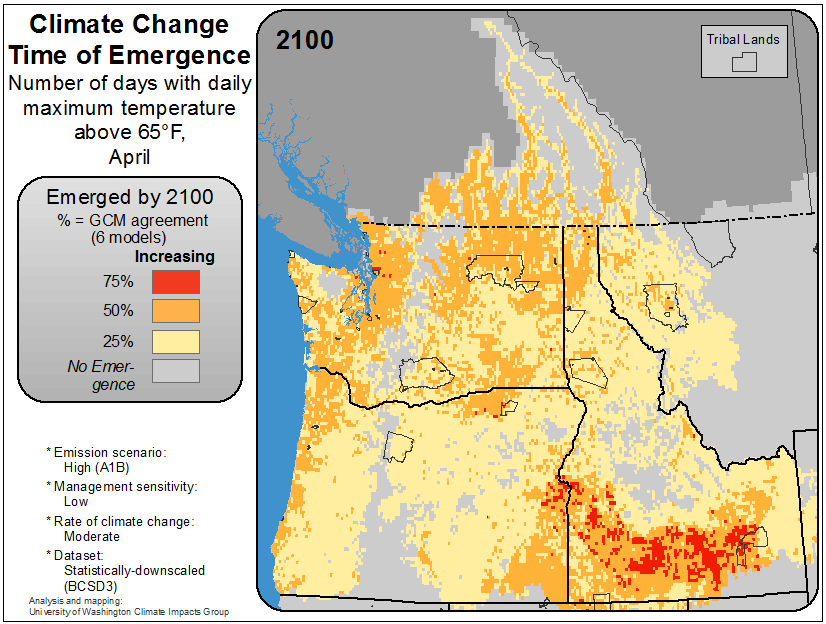 Climate Change
Time of Emergence
Number of days with daily
maximum temperature
above 65°F,
April
Emerged by 2100
% = GCM agreement
(6 models)
Increasing
75%
50%
25%
No Emer-
gence
* Emission scenario:
High (A1B)
* Management sensitivity:
Low
* Rate of climate change:
Moderate
* Dataset:
Statistically-downscaled
(BCSD3)
Analysis and mapping:
University of Washington Climate Impacts Group
2100
Tribal Lands